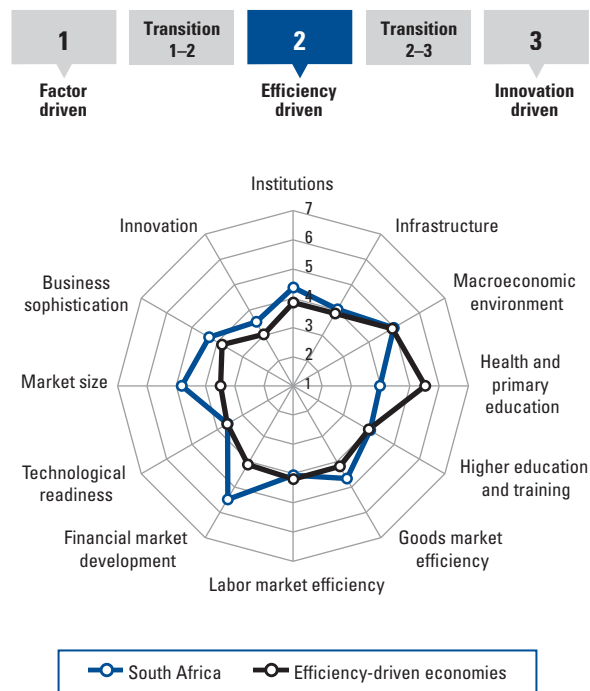 1
Transition
1–2
2
Transition
2–3
3
Factor
driven
Efficiency
driven
Innovation
driven
Institutions
Innovation
Infrastructure
Business
sophistication
Macroeconomic
environment
Market size
Health and
primary
education
Technological
readiness
Higher education
and training
Financial market
development
Goods market
efficiency
Labor market efficiency
7
6
5
4
3
2
1
South Africa
Efficiency-driven economies